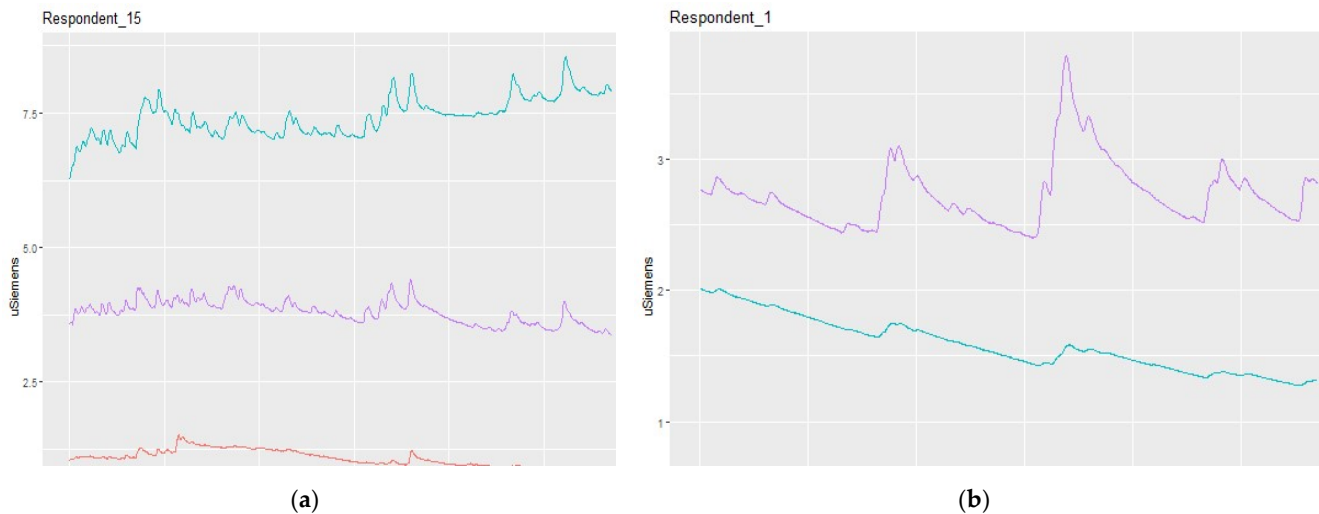 Respondent_15
7.5
5.0
2.5
uSiemens
(a)
Respondent_1
3
2
1
uSiemens
(b)